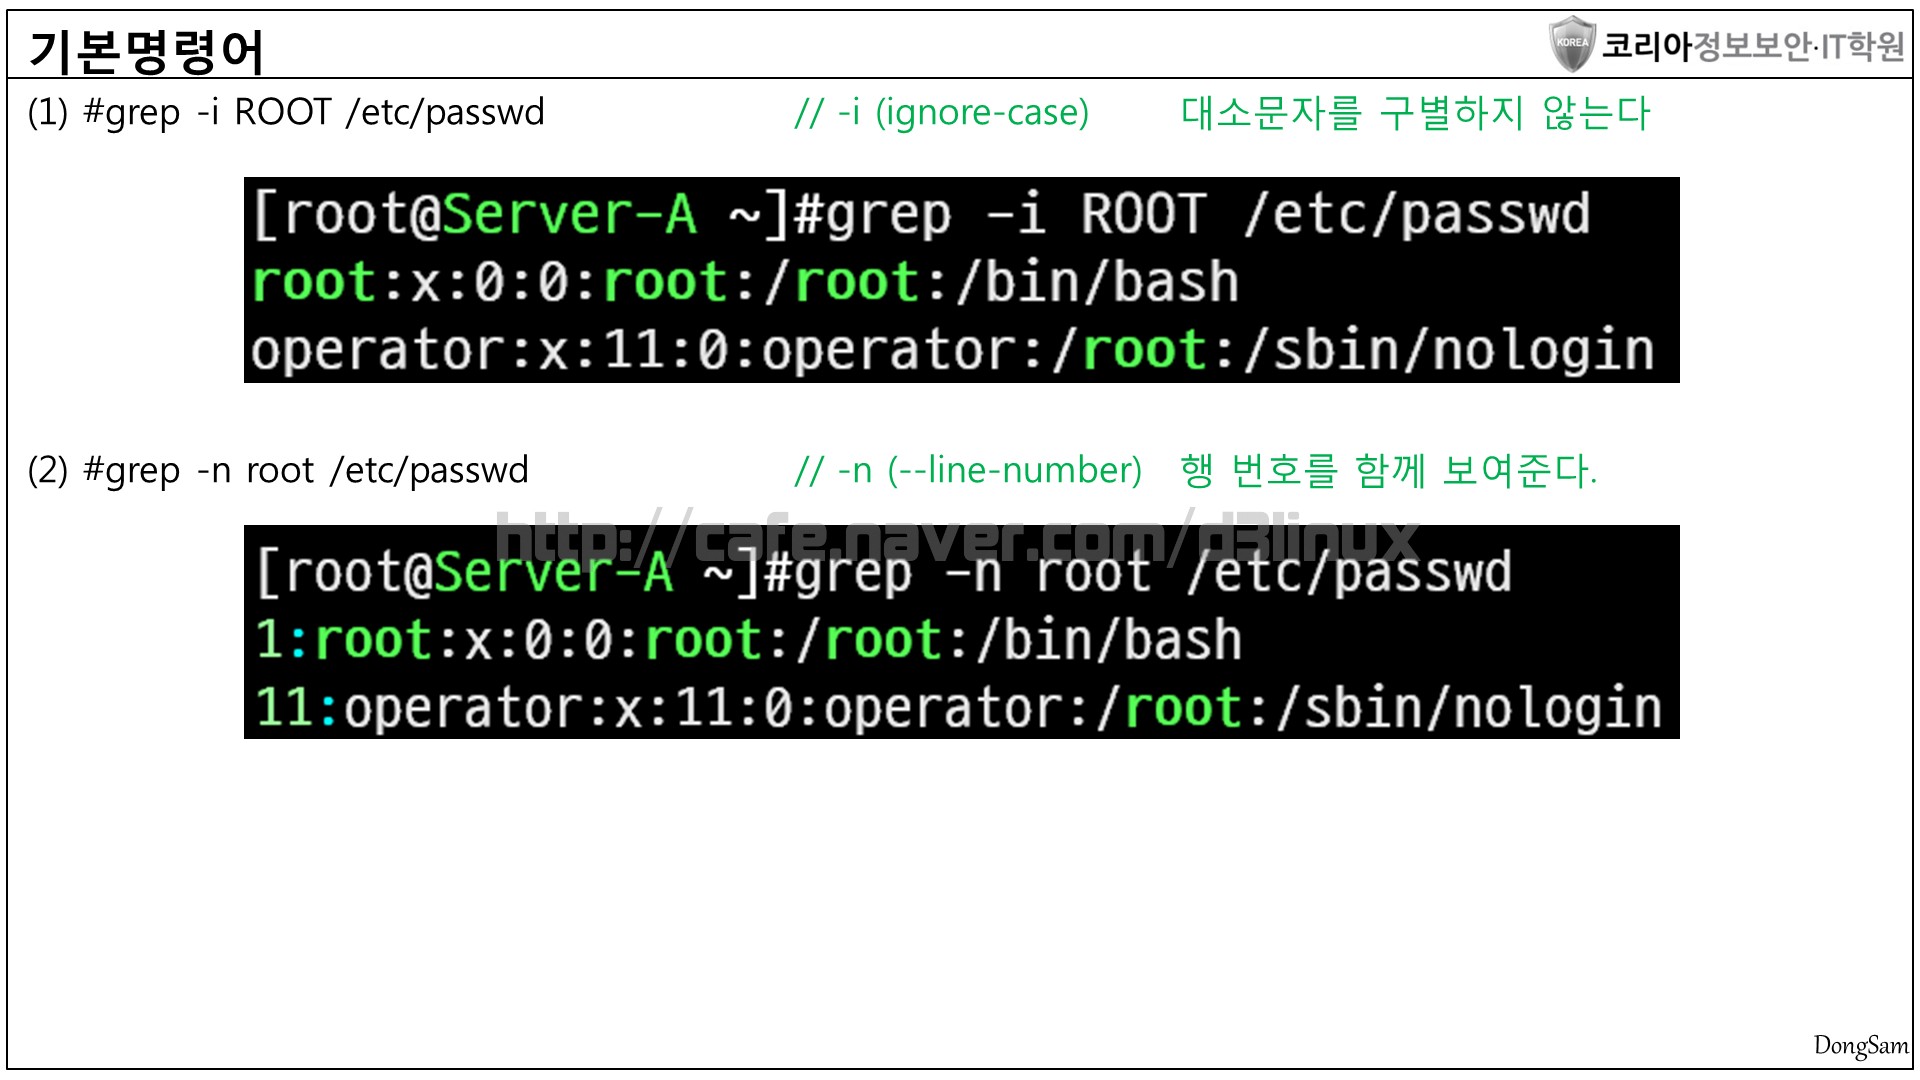 기본명령어
KOREA 코리아정보보안·IT학원
(1) #grep -i ROOT /etc/passwd // -i (ignore-case) 대소문자를 구별하지 않는다
[root@Server-A ~]#grep -i ROOT /etc/passwd
root:x:0:0:root:/root:/bin/bash
operator:x:11:0:operator:/root:/sbin/nologin
(2) #grep -n root /etc/passwd // -n (--line-number) 행 번호를 함께 보여준다.
http://cafe.naver.com/d3linux
[root@Server-A ~]#grep -n root /etc/passwd
1:root:x:0:0:root:/root:/bin/bash
11:operator:x:11:0:operator:/root:/sbin/nologin
DongSam